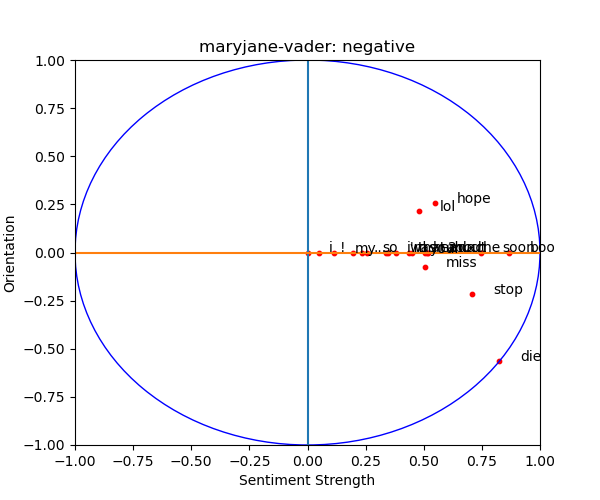 maryjane-vader: negative
1.00
0.75
0.50
0.25
0.00
−0.25
−0.50
−0.75
−1.00
Orientation
hope
lol
i ! my.. so the soon boo
miss
stop
die
−1.00 −0.75 −0.50 −0.25 0.00 0.25 0.50 0.75 1.00
Sentiment Strength